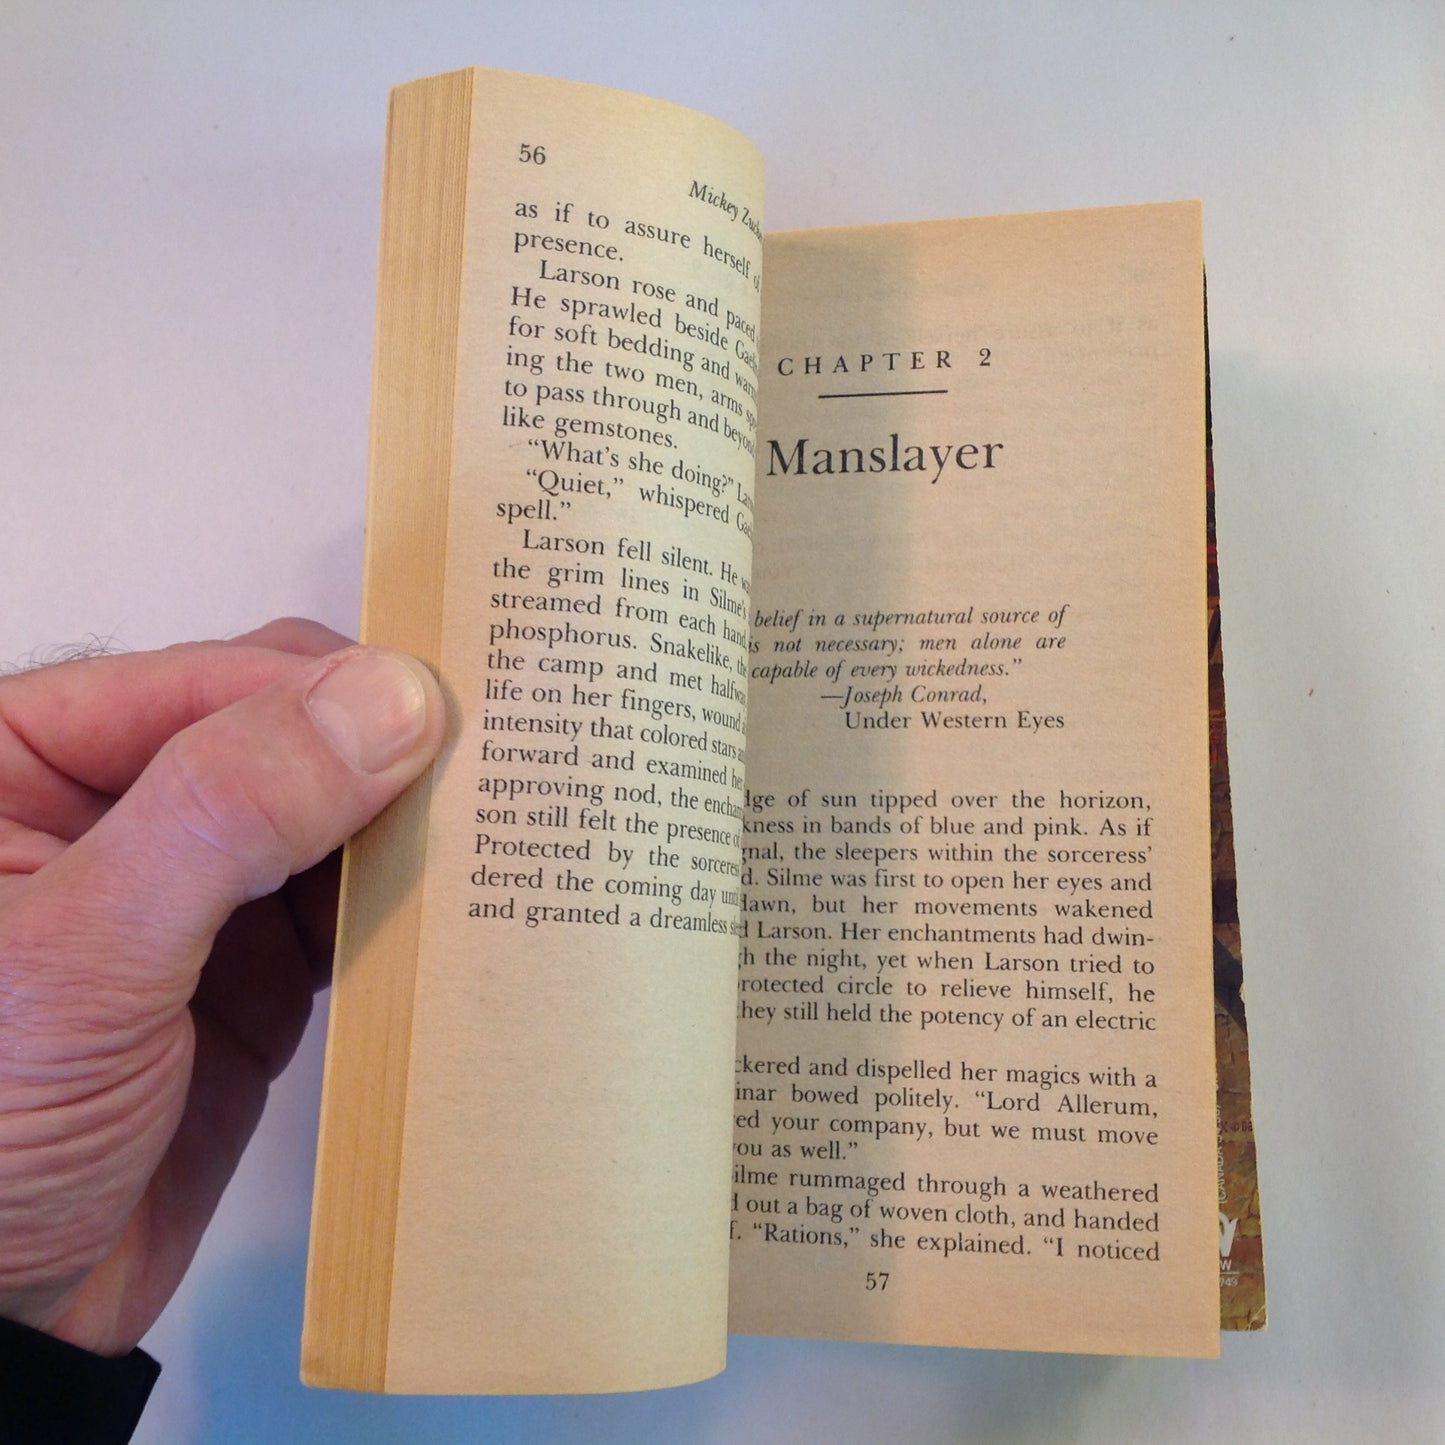 56
Mickey
as if to assure herself of
presence.
Larson rose and paced
He sprawled beside
for soft bedding and
ing the two men, arms
to pass through and
like gemstones.
“What’s she doing?”
“Quiet,” whispered
spell.”
Larson fell silent. He
the grim lines in Silme’s
streamed from each hand
phosphorus. Snakelike,
the camp and met
life on her fingers, wound
intensity that colored stars
forward and examined
approving nod, the
son still felt the presence of
Protected by the
dered the coming day
and granted a dreamless
CHAPTER 2
Manslayer
belief in a supernatural source of
is not necessary; men alone are
capable of every wickedness.”
—Joseph Conrad,
Under Western Eyes
of sun tipped over the horizon,
in bands of blue and pink. As if
the sleepers within the sorceress’
Silme was first to open her eyes and
but her movements wakened
Larson. Her enchantments had dwin-
the night, yet when Larson tried to
circle to relieve himself, he
still held the potency of an electric
and dispelled her magics with a
bowed politely. “Lord Allerum,
your company, but we must move
you as well.”
rummaged through a weathered
out a bag of woven cloth, and handed
“Rations,” she explained. “I noticed
57